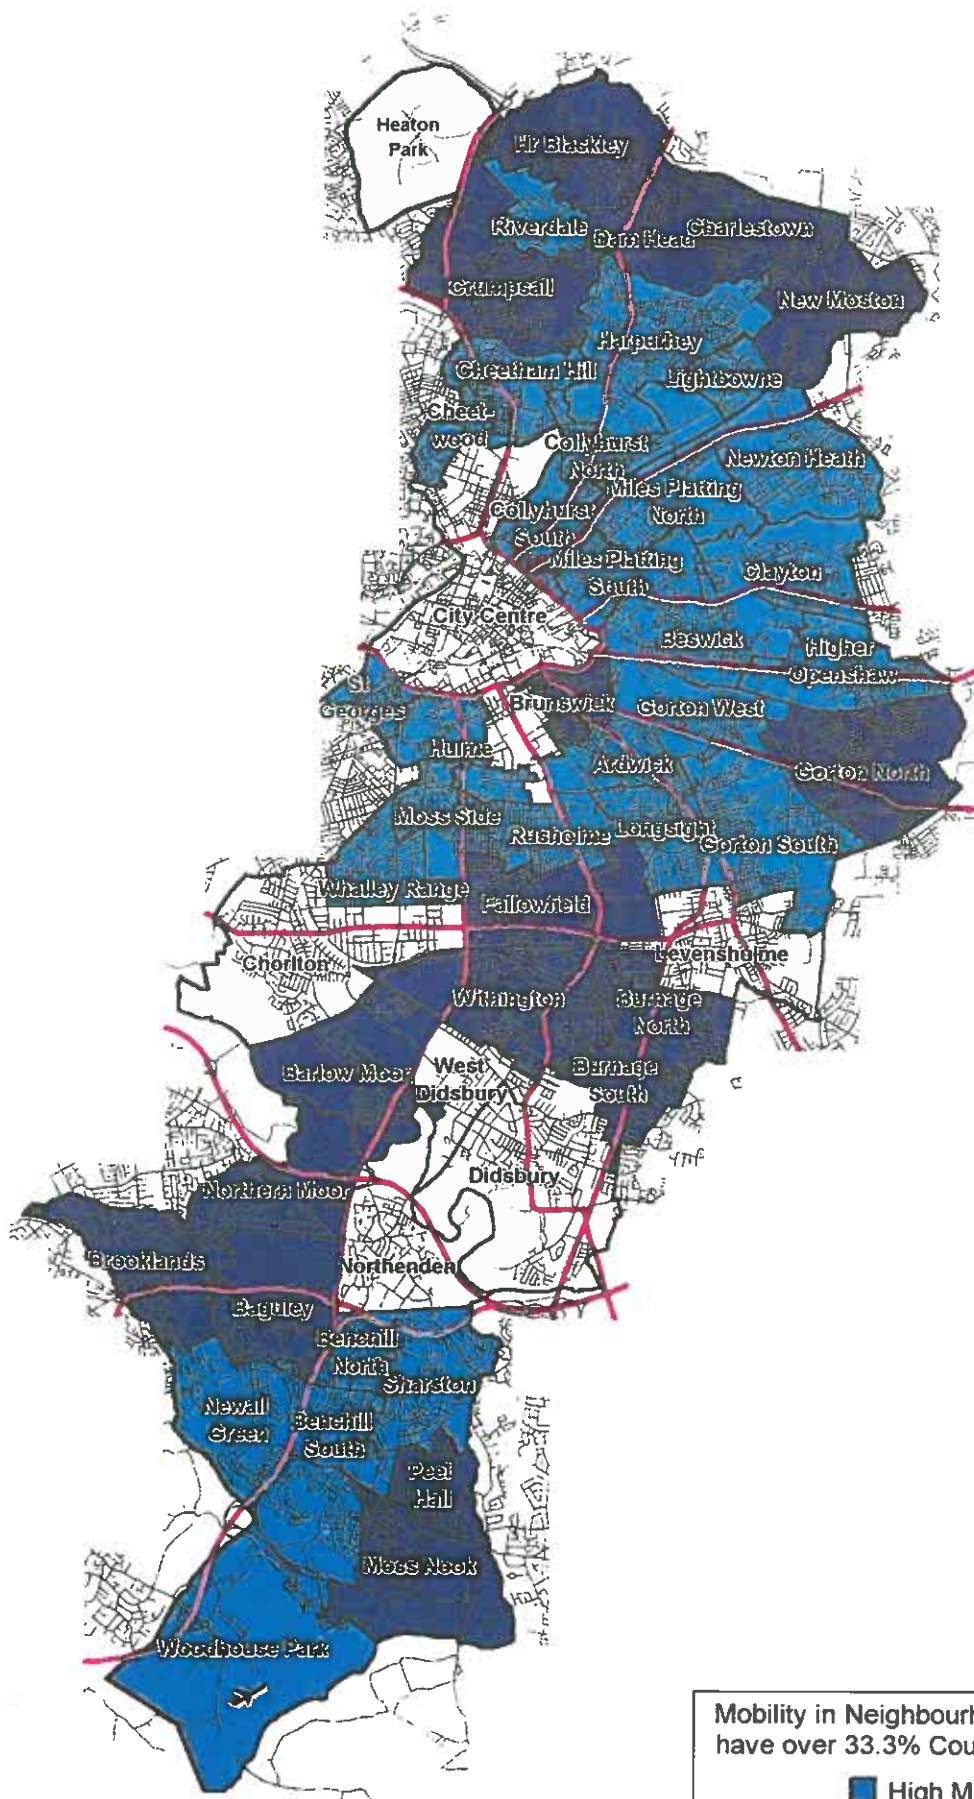 Heaton
Park
Hr Blackley
Riverdale
Dam Head
Charlestown
Crumpsall
New Moston
Harpurhey
Cheetham Hill
Lightbowne
Cheet-
wood
Collyhurst
North
Newton Heath
Miles Platting
North
Collyhurst
South
Miles Platting
South
Clayton
City Centre
Beswick
Higher
Openshaw
St
Georges
Brunswick
Gorton West
Hulme
Ardwick
Gorton North
Moss Side
Rusholme
Longsight
Gorton South
Whalley Range
Fallowfield
Levenshulme
Chorlton
Withington
Burnage
North
Barlow Moor
West
Didsbury
Burnage
South
Didsbury
Northern Moor
Brooklands
Northenden
Baguley
Benchill
North
Sharston
Newall
Green
Benchill
South
Peel
Hall
Moss Nook
Woodhouse Park
Mobility in Neighbourh
have over 33.3% Cou
High M